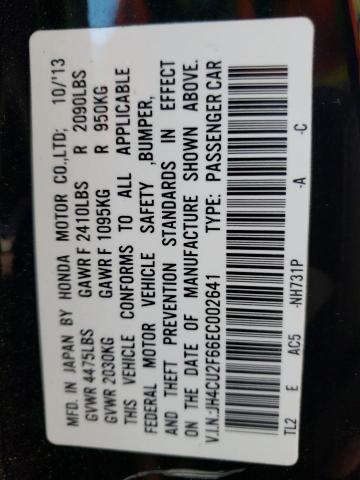 MFD. IN JAPAN BY HONDA MOTOR CO.,LTD; 10/'13
GVWR 4475LBS GAWR F 2410LBS R 2090LBS
GVWR 2030KG GAWR F 1095KG R 950KG
THIS VEHICLE CONFORMS TO ALL APPLICABLE
FEDERAL MOTOR VEHICLE SAFETY ,BUMPER,
AND THEFT PREVENTION STANDARDS IN EFFECT
ON THE DATE OF MANUFACTURE SHOWN ABOVE.
V.I.N.:JH4CU2F66EC002641 TYPE: PASSENGER CAR
TL2 E AC5 -NH731P -A -C